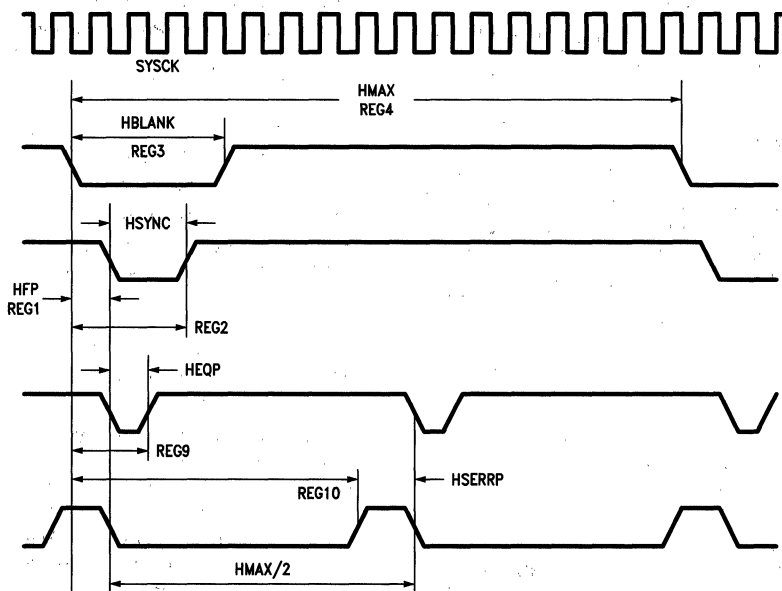 SYSCK
HMAX
REG4
HBLANK
REG3
HSYNC
HFP
REG1
REG2
HEQP
REG9
REG10
HSERRP
HMAX/2